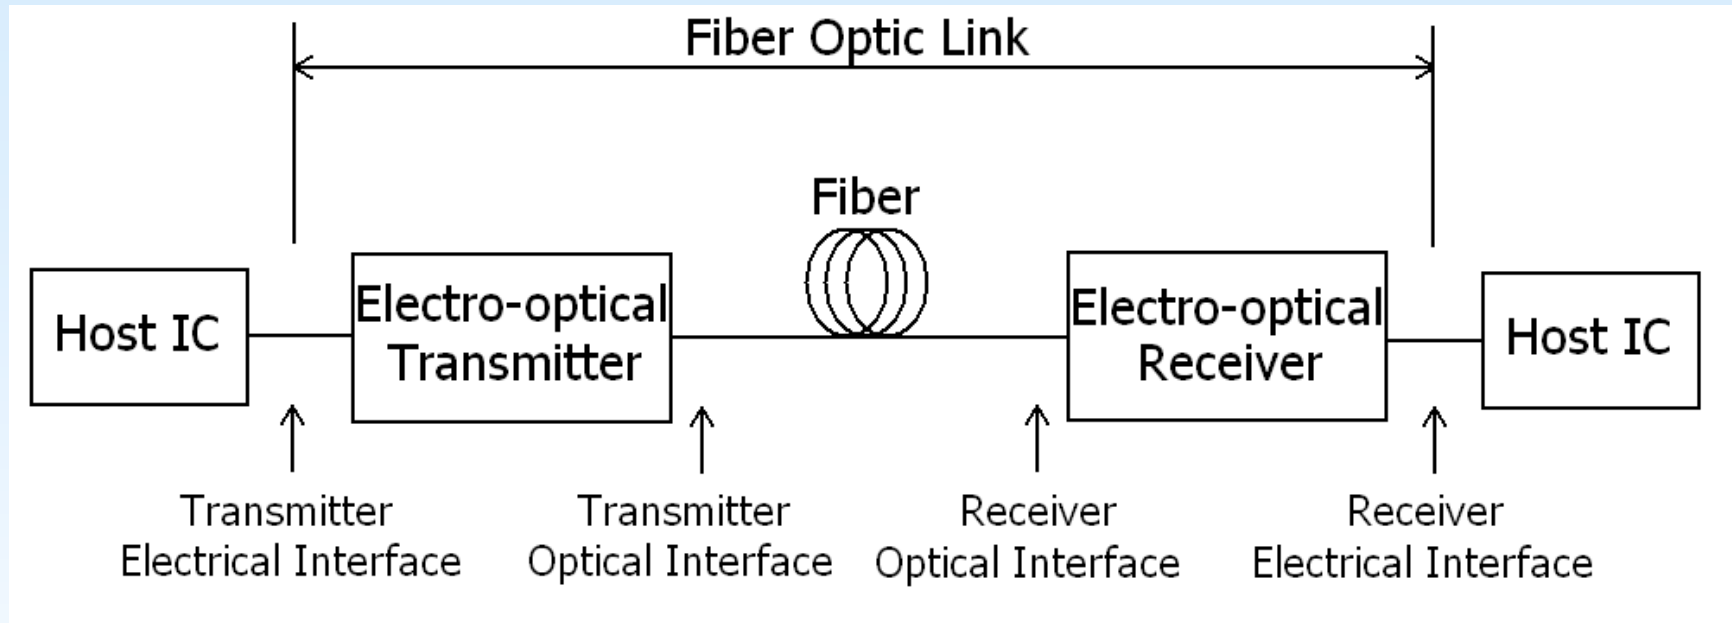 Fiber Optic Link
Fiber
Host IC
Electro-optical
Transmitter
Electro-optical
Receiver
Host IC
Transmitter
Electrical Interface
Transmitter
Optical Interface
Receiver
Optical Interface
Receiver
Electrical Interface